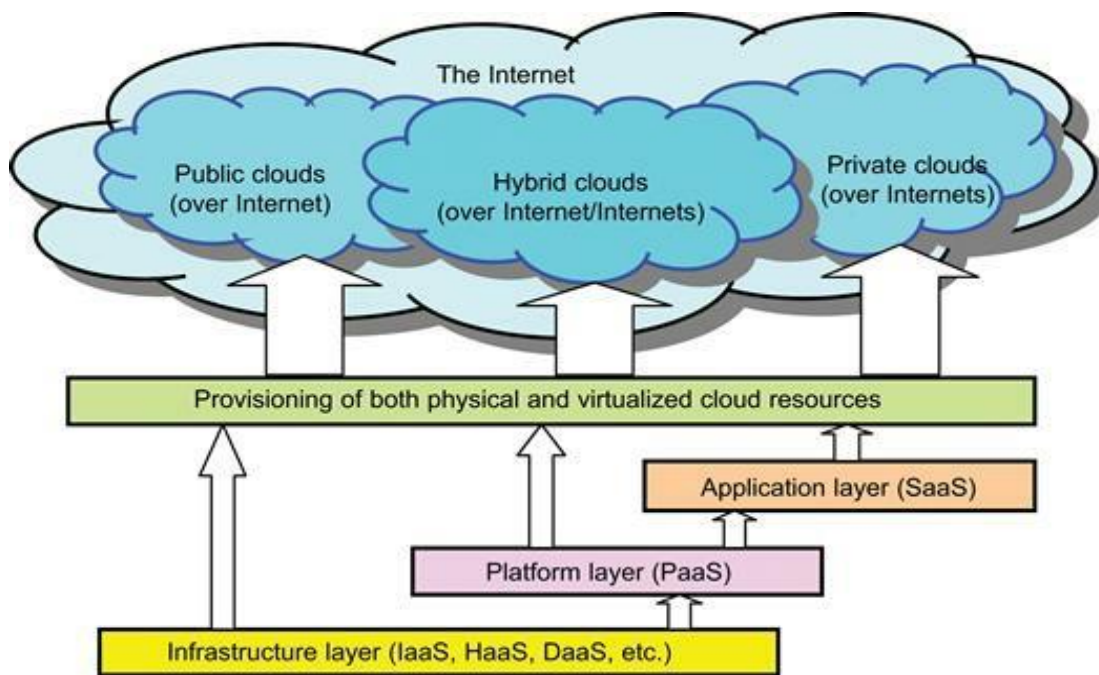 The Internet
Public clouds
(over Internet)
Hybrid clouds
(over Internet/Internets)
Private clouds
(over Internets)
Provisioning of both physical and virtualized cloud resources
Application layer (SaaS)
Platform layer (PaaS)
Infrastructure layer (IaaS, HaaS, DaaS, etc.)